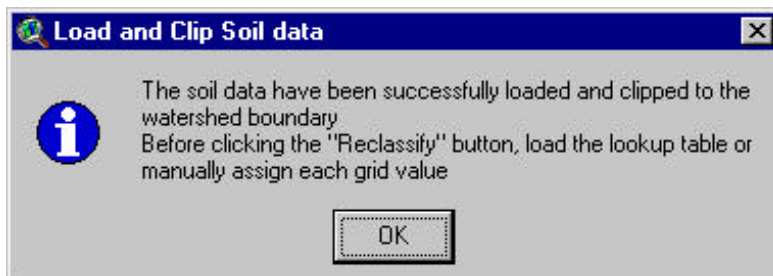 Load and Clip Soil data
The soil data have been successfully loaded and clipped to the
watershed boundary
Before clicking the "Reclassify" button, load the lookup table or
manually assign each grid value
OK